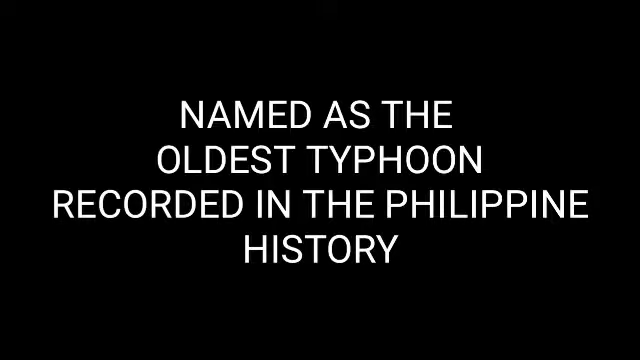 NAMED AS THE
OLDEST TYPHOON
RECORDED IN THE PHILIPPINE
HISTORY